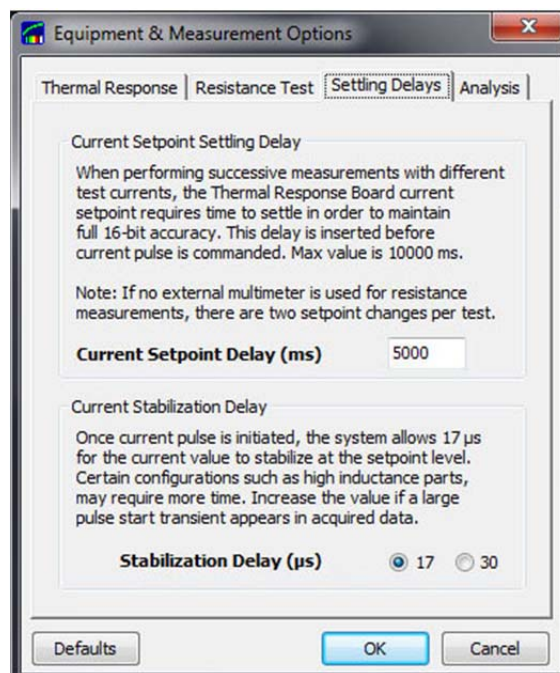 Equipment & Measurement Options
Thermal Response
Resistance Test
Settling Delays
Analysis
Current Setpoint Settling Delay
When performing successive measurements with different
test currents, the Thermal Response Board current
setpoint requires time to settle in order to maintain
full 16-bit accuracy. This delay is inserted before
current pulse is commanded. Max value is 10000 ms.
Note: If no external multimeter is used for resistance
measurements, there are two setpoint changes per test.
Current Setpoint Delay (ms) 5000
Current Stabilization Delay
Once current pulse is initiated, the system allows 17 µs
for the current value to stabilize at the setpoint level.
Certain configurations such as high inductance parts,
may require more time. Increase the value if a large
pulse start transient appears in acquired data.
Stabilization Delay (µs) 17 30
Defaults OK Cancel